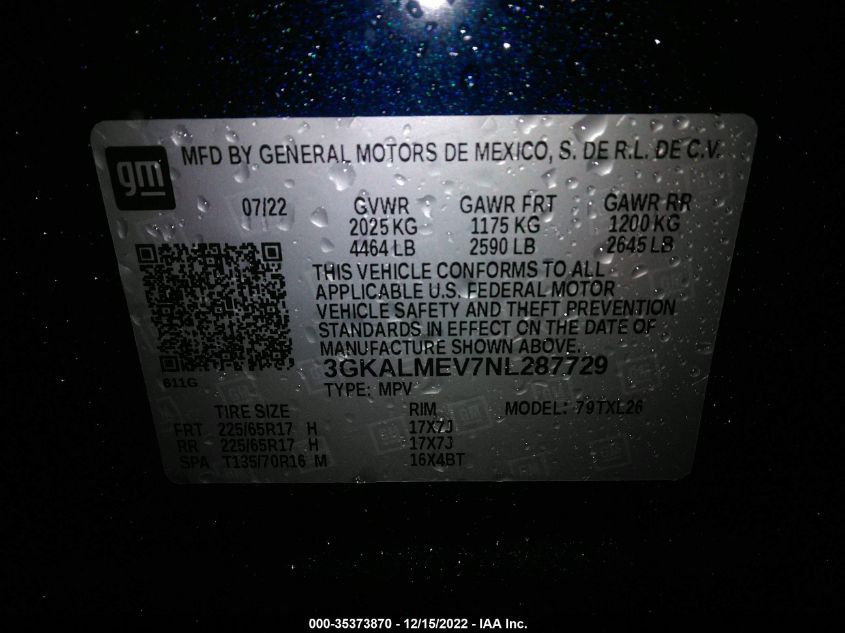 gm
MFD BY GENERAL MOTORS DE MEXICO, S. DE R.L. DE C.V.
07/22 GVWR GAWR FRT GAWR RR
2025 KG 1175 KG 1200 KG
4464 LB 2590 LB 2645 LB
THIS VEHICLE CONFORMS TO ALL
APPLICABLE U.S. FEDERAL MOTOR
VEHICLE SAFETY AND THEFT PREVENTION
STANDARDS IN EFFECT ON THE DATE OF
MANUFACTURE SHOWN ABOVE.
3GKALMEV7NL287729
611G
TYPE: MPV
TIRE SIZE RIM MODEL: 79TXL26
FRT 225/65R17 H 17X7J
RR 225/65R17 H 17X7J
SPA T135/70R16 M 16X4BT
000-35373870 - 12/15/2022 - IAA Inc.